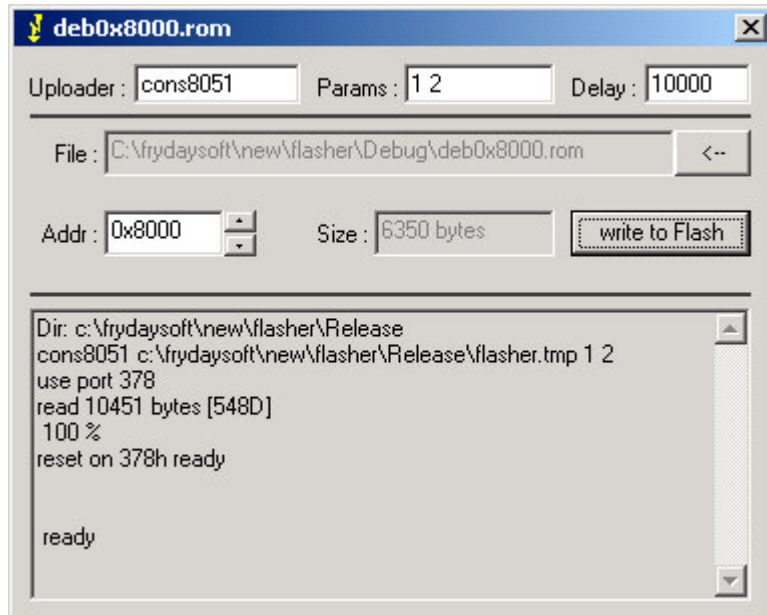 deb0x8000.rom
Uploader : cons8051 Params : 1 2 Delay : 10000
File : C:\frydaysoft\new\flasher\Debug\deb0x8000.rom <--
Addr : 0x8000 Size : 6350 bytes write to Flash
Dir: c:\frydaysoft\new\flasher\Release
cons8051 c:\frydaysoft\new\flasher\Release\flasher.tmp 1 2
use port 378
read 10451 bytes [548D]
100 %
reset on 378h ready
ready